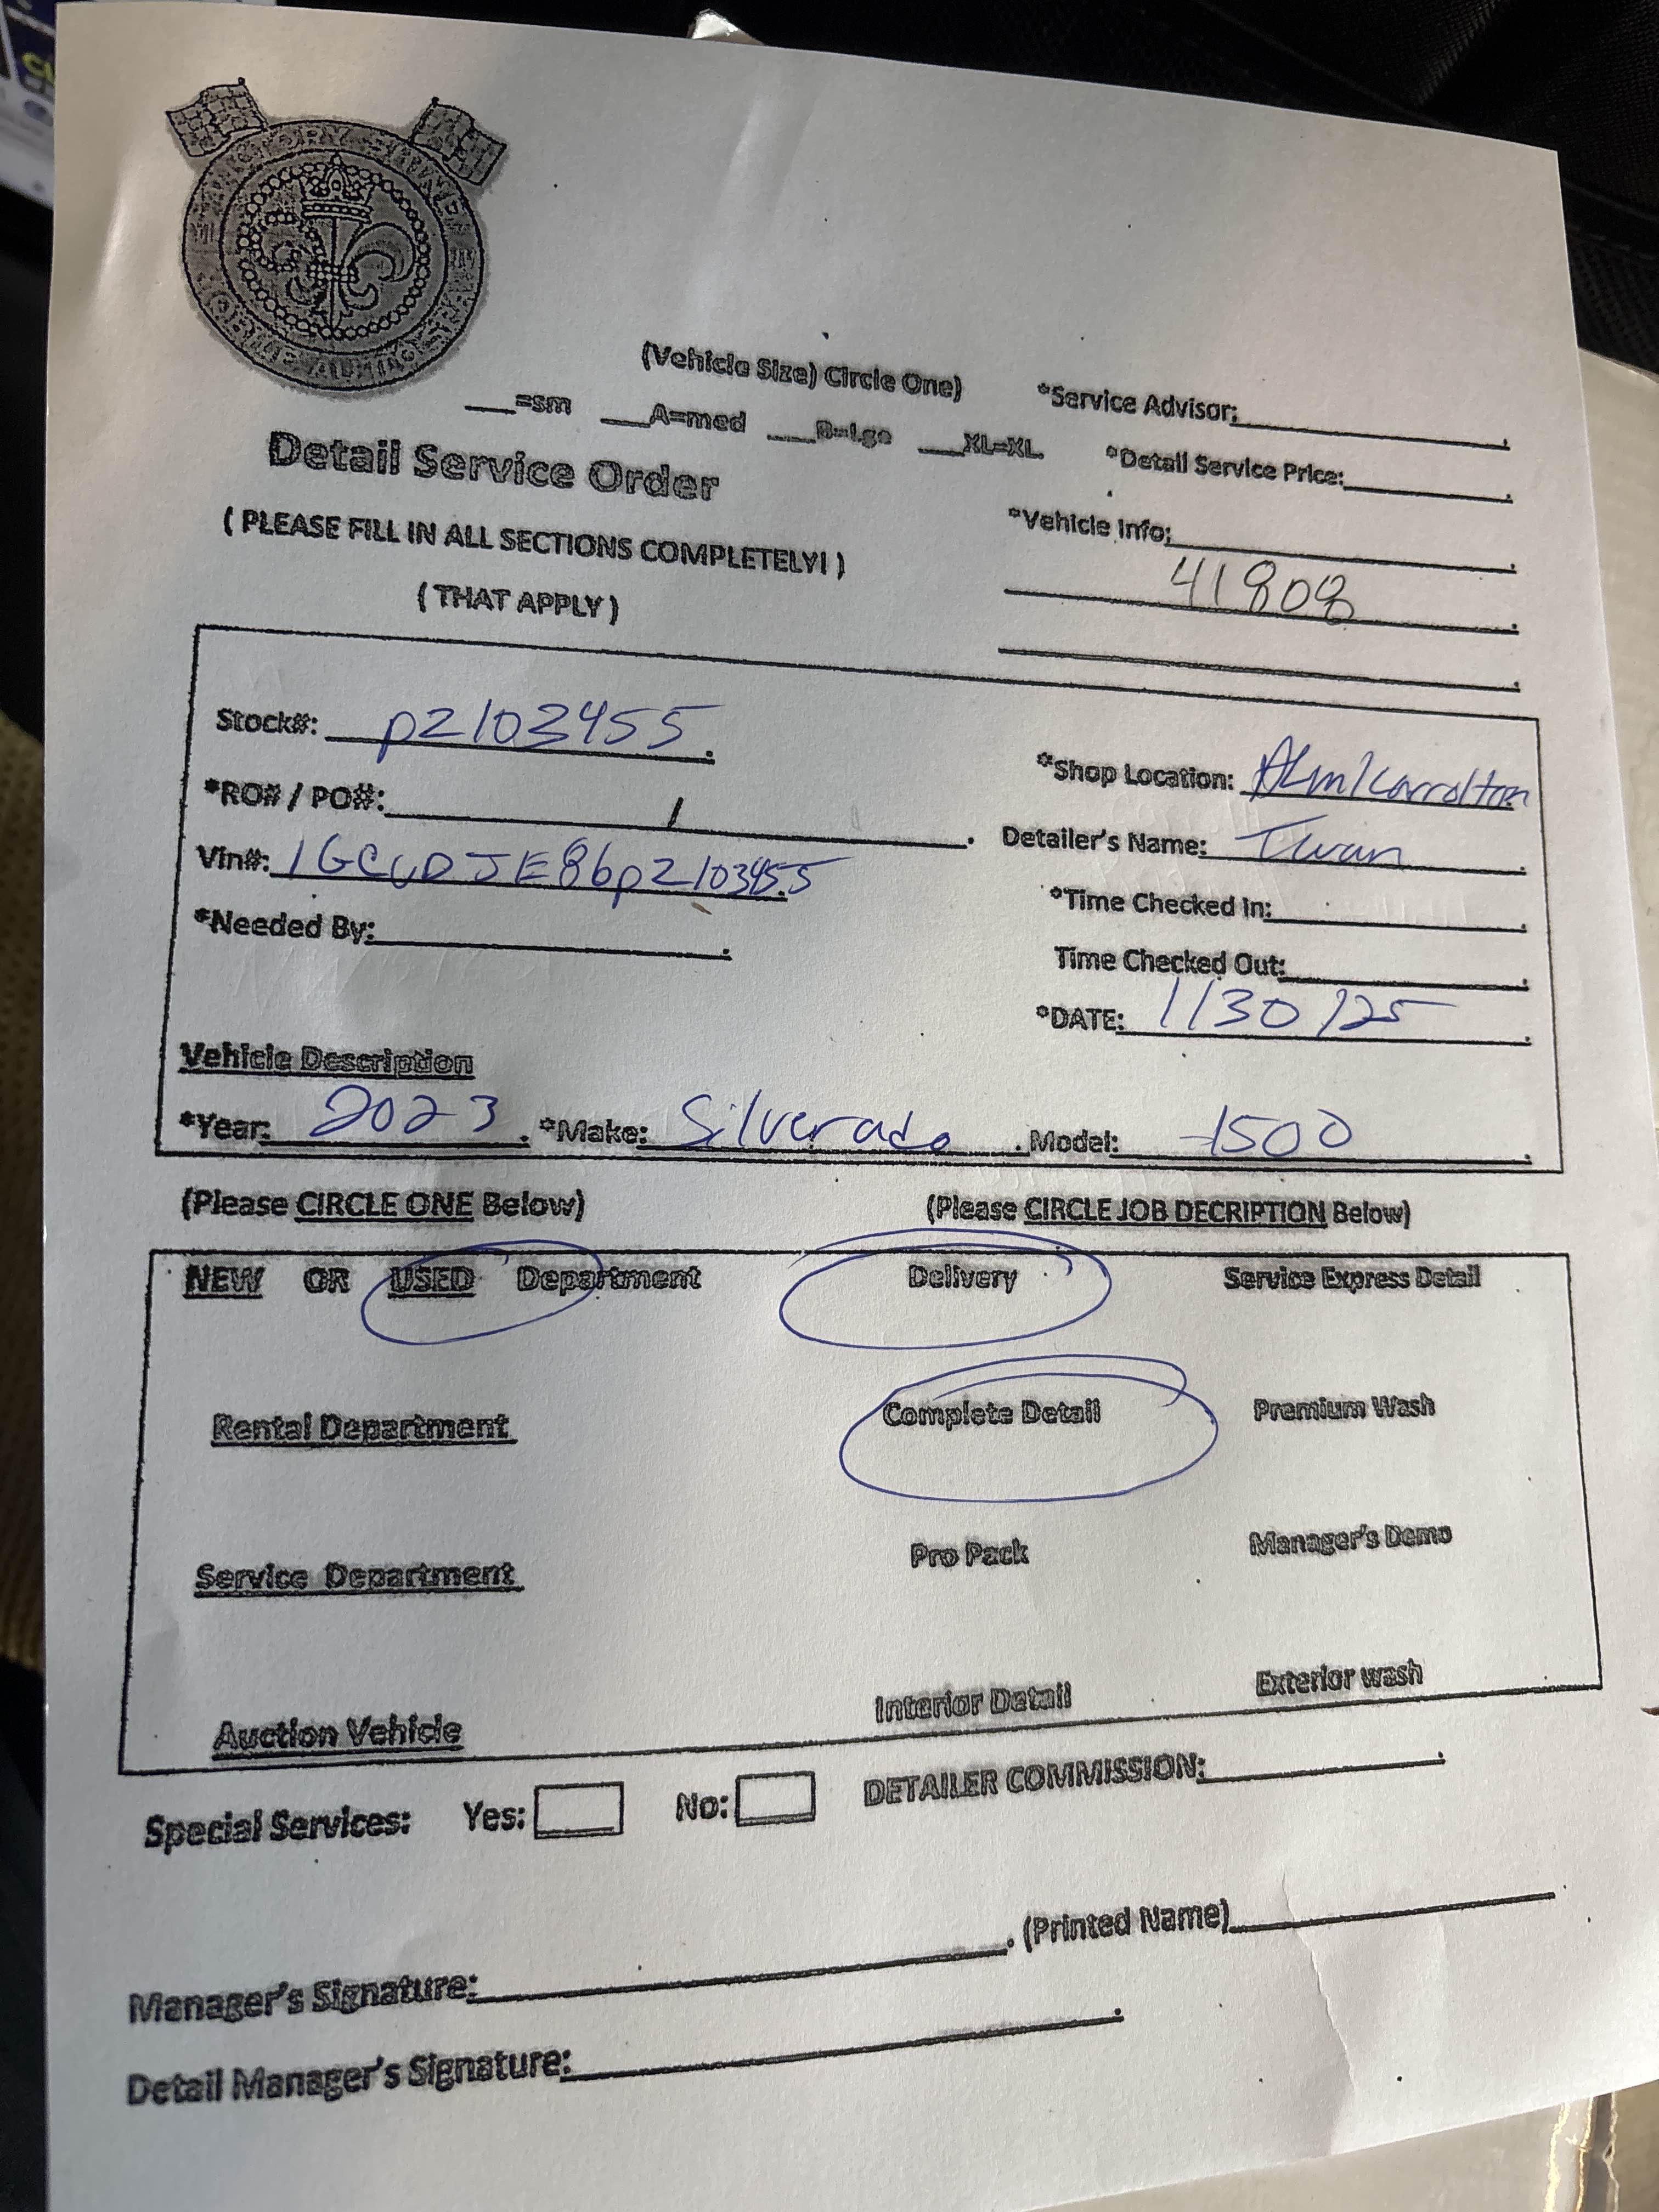 (Vehicle Size) Circle One)
___=sm ___A=med ___B=Lge ___XL=XL.
*Service Advisor:
Detail Service Order
*Detail Service Price:
( PLEASE FILL IN ALL SECTIONS COMPLETELY! )
*Vehicle Info:
( THAT APPLY )
41808
Stock#: p2103455
*Shop Location: /Carrollton
*RO# / PO#: /
Detailer's Name: Twan
Vin#: 1GCUDJE86p2103455
*Time Checked In:
*Needed By:
Time Checked Out:
*DATE: 1/30/25
Vehicle Description
*Year: 2023 *Make: Silverado Model: 1500
(Please CIRCLE ONE Below) (Please CIRCLE JOB DECRIPTION Below)
NEW OR USED Department Delivery Service Express Detail
Rental Department Complete Detail Premium Wash
Service Department Pro Pack Manager's Demo
Auction Vehicle Interior Detail Exterior wash
Special Services: Yes: No: DETAILER COMMISSION:
Manager's Signature: (Printed Name)
Detail Manager's Signature: